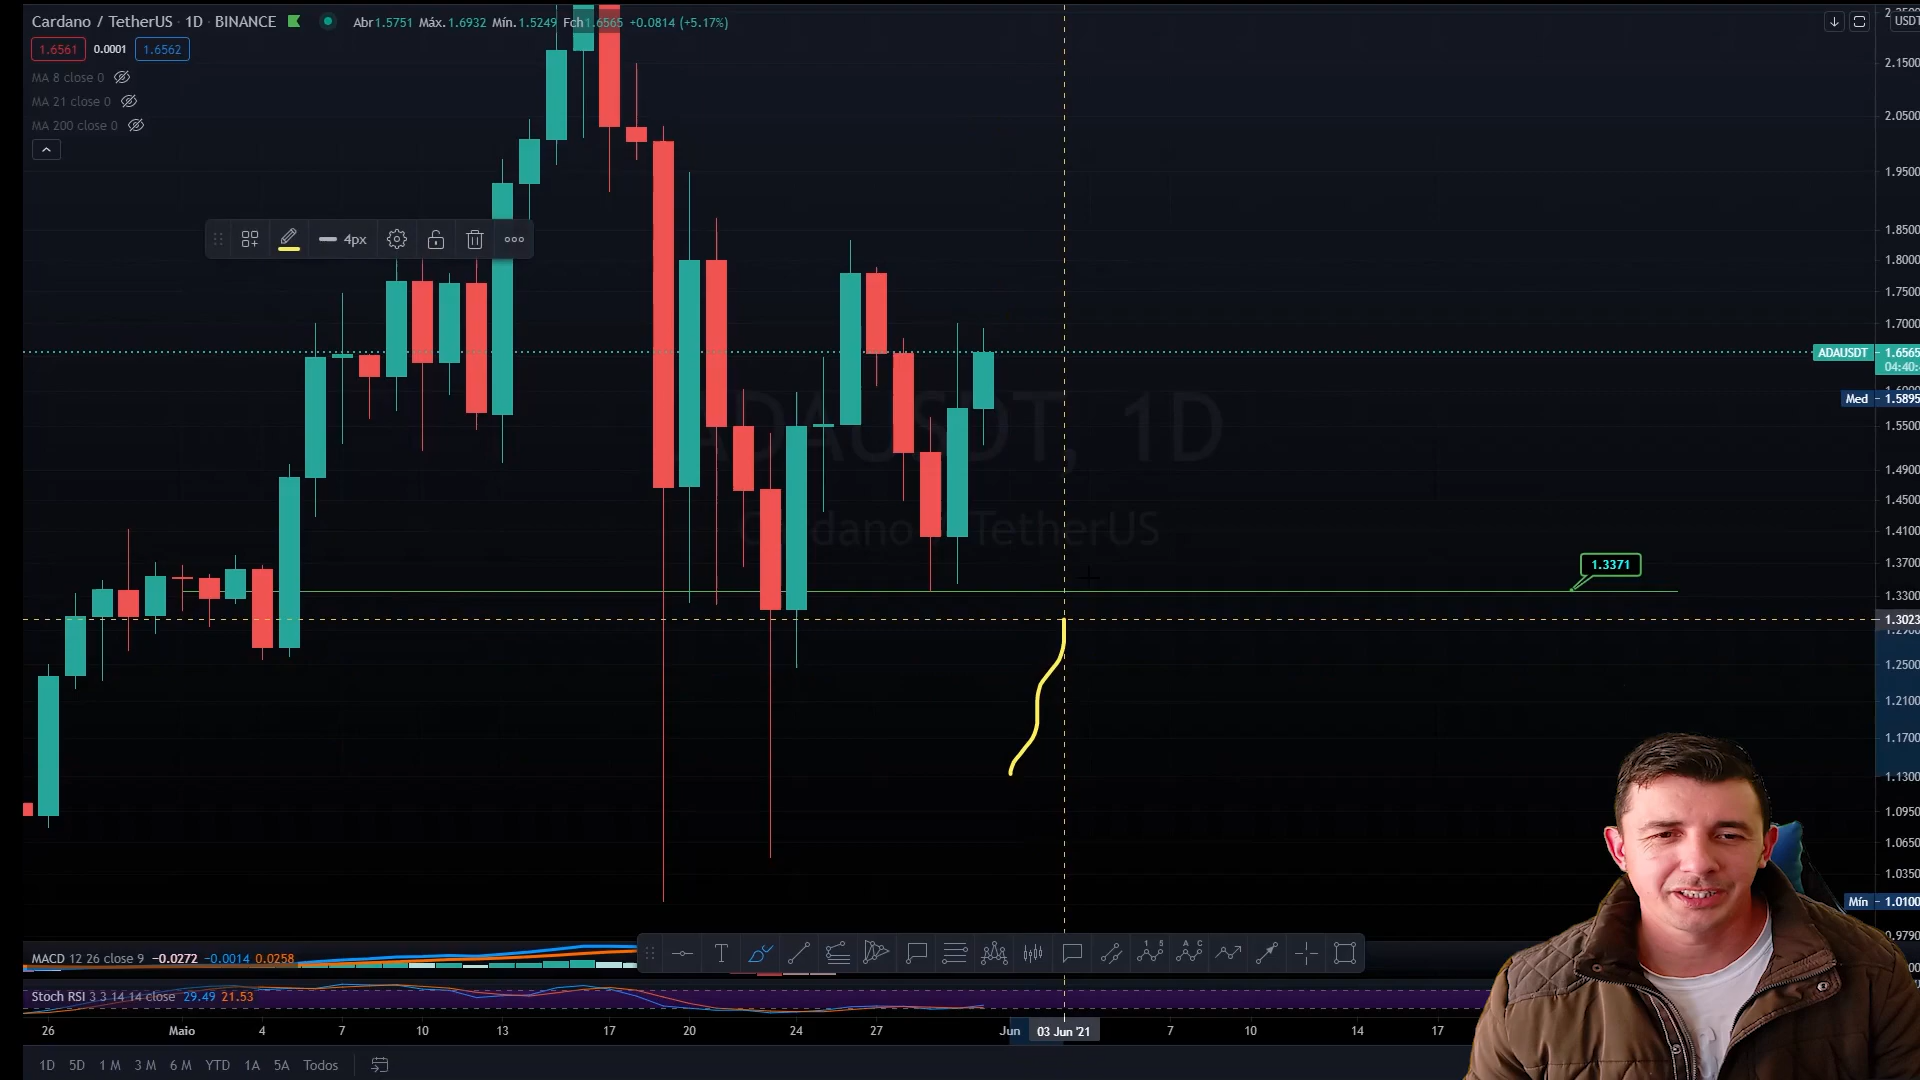 Cardano / TetherUS · 1D · BINANCE Abr1.5751 Máx.1.6932 Mín.1.5249 Fch1.6565 +0.0814 (+5.17%)
USDT
1.6561 0.0001 1.6562
MA 8 close 0
MA 21 close 0
MA 200 close 0
2.1500
2.0500
1.9500
1.8500
4px
1.8000
1.7500
1.7000
ADAUSDT 1.6565
04:40:
Med 1.5895
ADAUSDT, 1D
1.5500
1.4900
1.4500
Cardano / TetherUS
1.4100
1.3700
1.3371
1.3300
1.3023
1.2500
1.2100
1.1700
1.1300
1.0950
1.0650
1.0350
Mín 1.0100
0.9790
MACD 12 26 close 9 −0.0272 −0.0014 0.0258
Stoch RSI 3 3 14 14 close 29.49 21.53
26 Maio 4 7 10 13 17 20 24 27 Jun 03 Jun '21 7 10 14 17
1D 5D 1 M 3 M 6 M YTD 1A 5A Todos